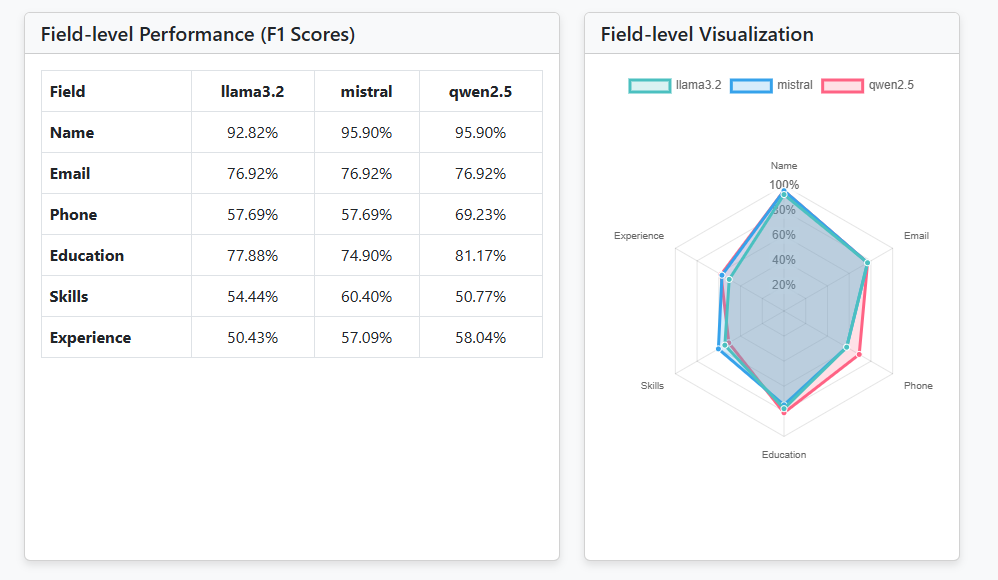 Field-level Performance (F1 Scores)
Field llama3.2 mistral qwen2.5
Name 92.82% 95.90% 95.90%
Email 76.92% 76.92% 76.92%
Phone 57.69% 57.69% 69.23%
Education 77.88% 74.90% 81.17%
Skills 54.44% 60.40% 50.77%
Experience 50.43% 57.09% 58.04%
Field-level Visualization
llama3.2 mistral qwen2.5
Name
100%
80%
Experience 60% Email
40%
20%
Skills Phone
Education